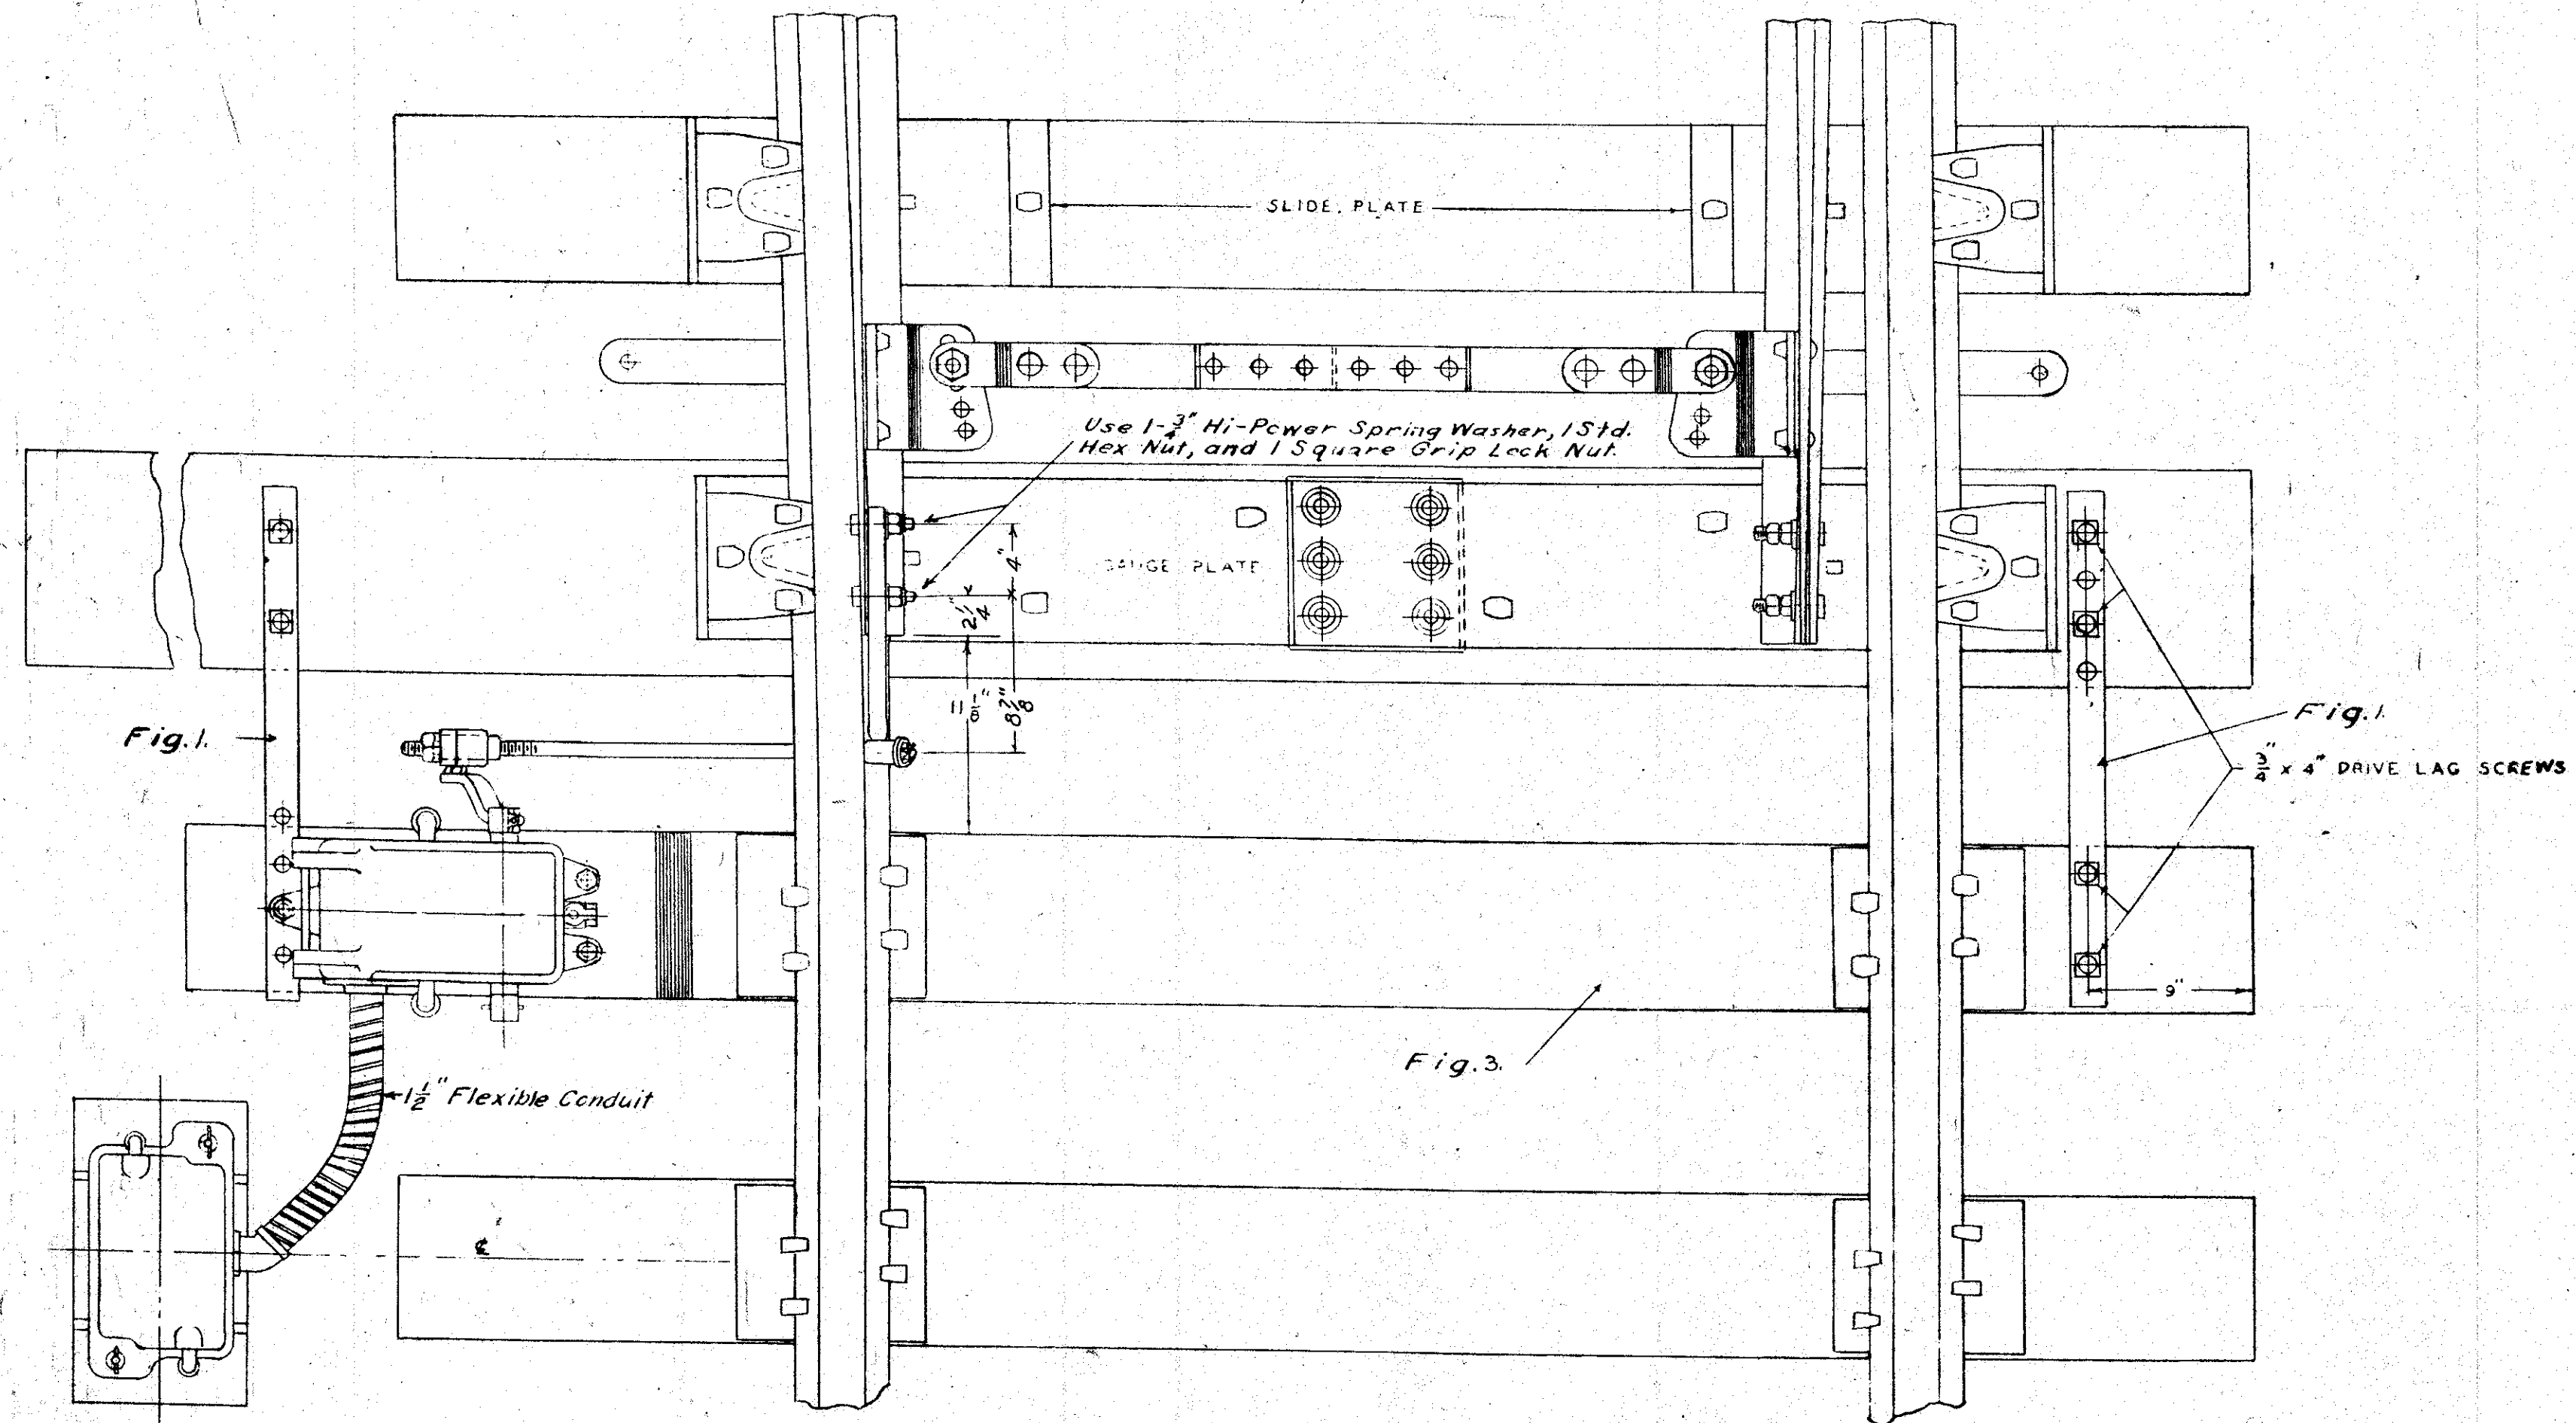 SLIDE PLATE
Use 1-3/4" Hi-Power Spring Washer, 1 Std.
Hex Nut, and 1 Square Grip Lock Nut.
4"
GAUGE PLATE
2 1/4"
11 1/8"
8 7/8"
Fig. 1.
Fig. 1.
3/4" x 4" DRIVE LAG SCREWS
9"
Fig. 3.
1 1/2" Flexible Conduit
℄